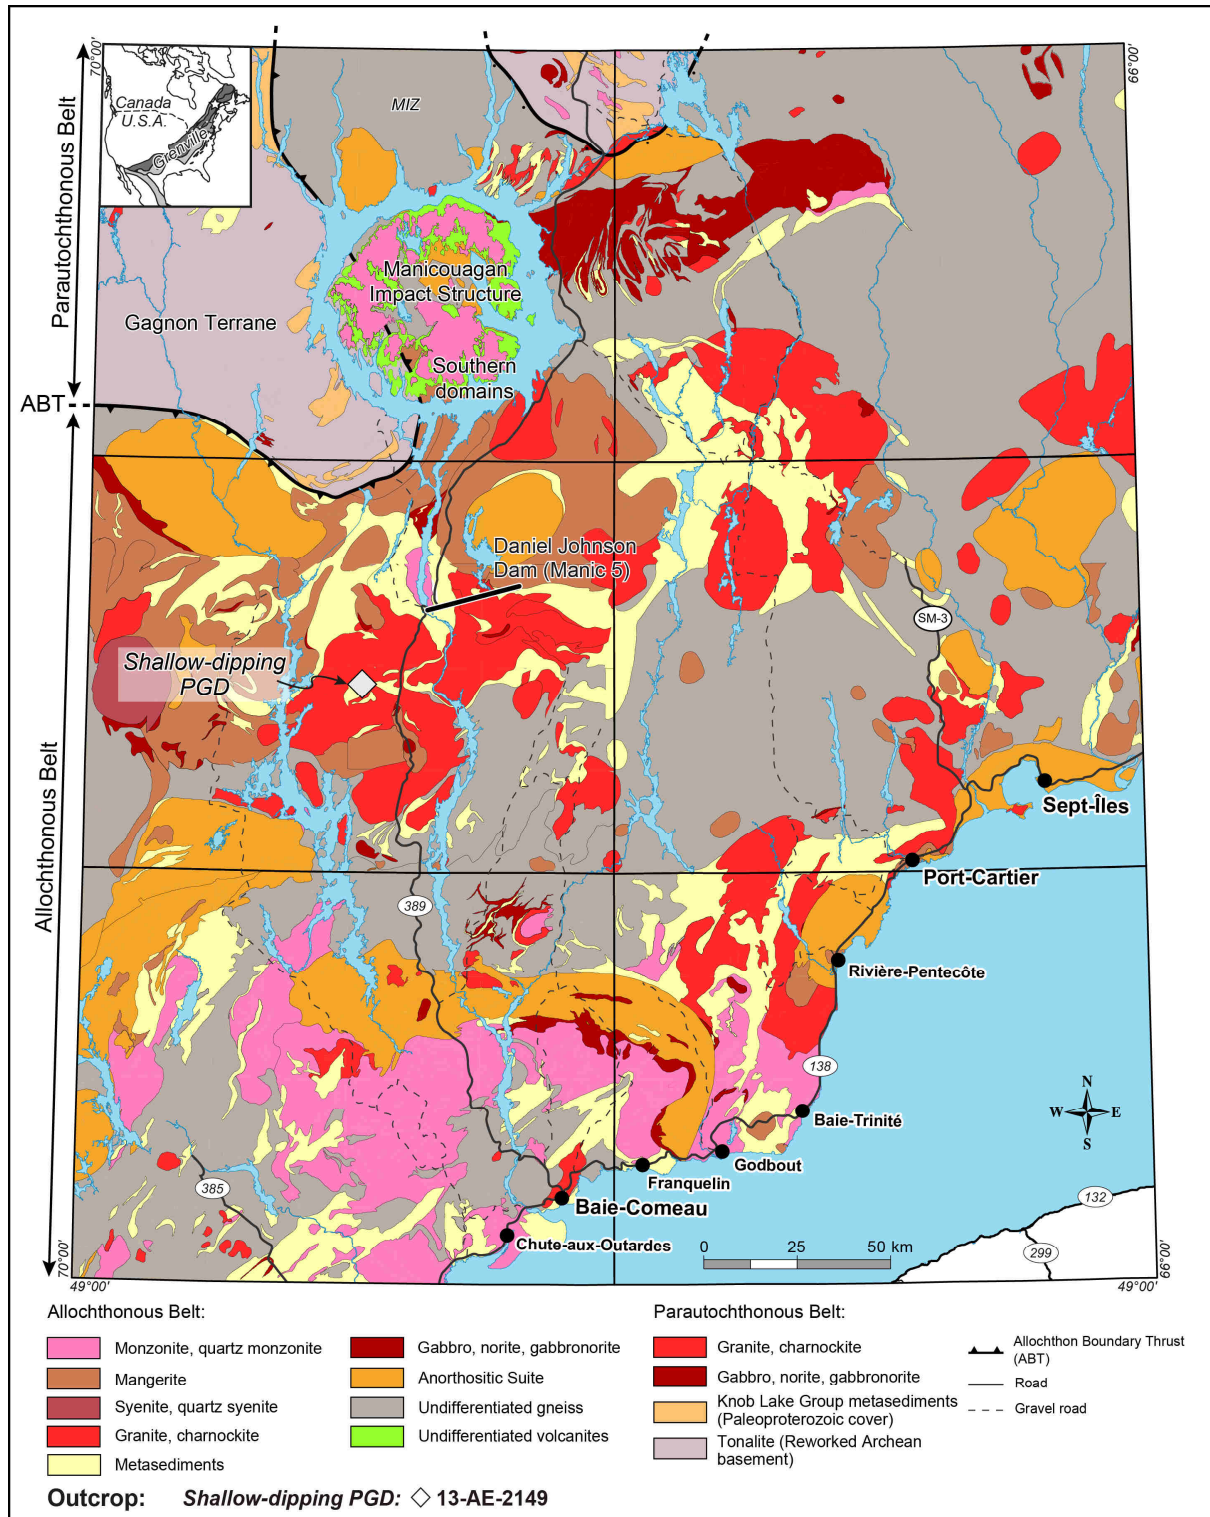 70°00'
66°00'
Canada
U.S.A.
Grenville
MIZ
Parautochthonous Belt
Manicouagan
Impact Structure
Gagnon Terrane
Southern
domains
ABT
Daniel Johnson
Dam (Manic 5)
SM-3
Shallow-dipping
PGD
Allochthonous Belt
Sept-Îles
Port-Cartier
389
Rivière-Pentecôte
138
N
W
E
S
Baie-Trinité
Godbout
Franquelin
385
132
Baie-Comeau
Chute-aux-Outardes
299
0
25
50 km
70°00'
49°00'
66°00'
49°00'
Allochthonous Belt:
Monzonite, quartz monzonite
Mangerite
Syenite, quartz syenite
Granite, charnockite
Metasediments
Gabbro, norite, gabbronorite
Anorthositic Suite
Undifferentiated gneiss
Undifferentiated volcanites
Parautochthonous Belt:
Granite, charnockite
Gabbro, norite, gabbronorite
Knob Lake Group metasediments
(Paleoproterozoic cover)
Tonalite (Reworked Archean
basement)
Allochthon Boundary Thrust
(ABT)
Road
Gravel road
Outcrop: Shallow-dipping PGD: ◇ 13-AE-2149